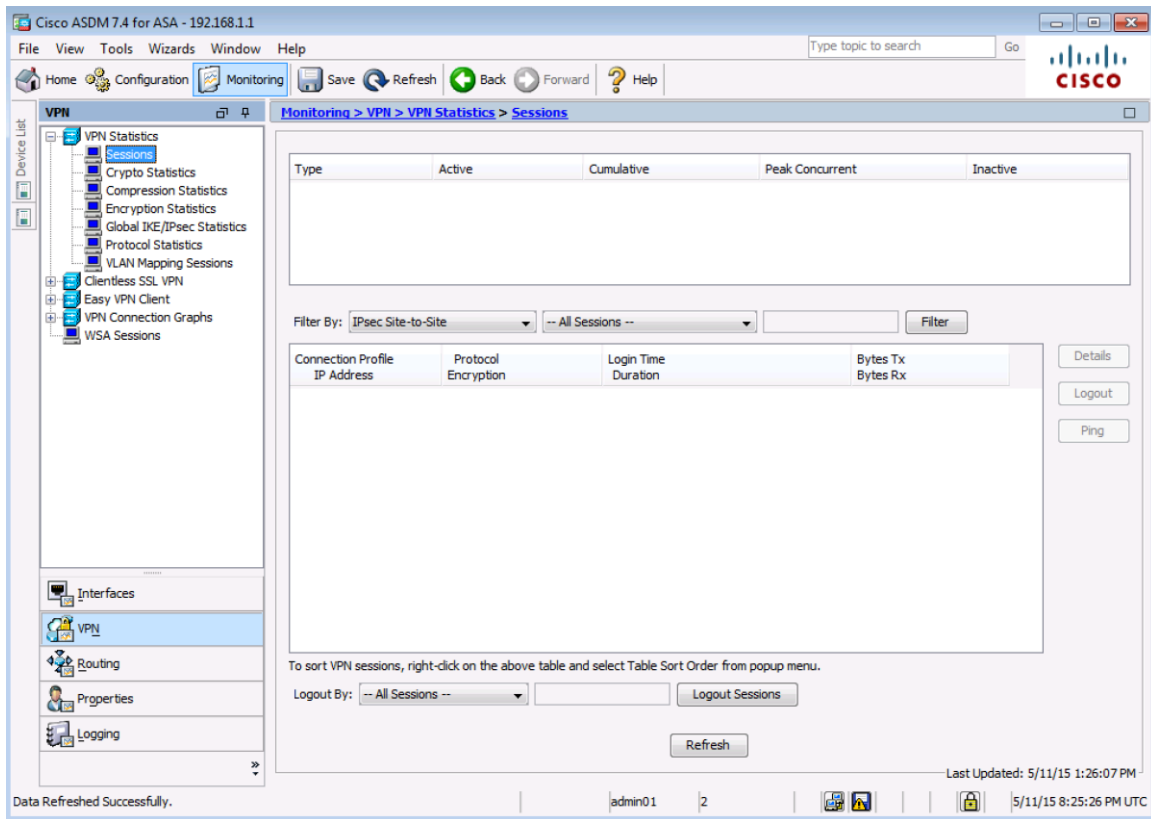 Cisco ASDM 7.4 for ASA - 192.168.1.1
File View Tools Wizards Window Help
Type topic to search Go
Home Configuration Monitoring Save Refresh Back Forward Help
CISCO
Device List
VPN
VPN Statistics
Sessions
Crypto Statistics
Compression Statistics
Encryption Statistics
Global IKE/IPsec Statistics
Protocol Statistics
VLAN Mapping Sessions
Clientless SSL VPN
Easy VPN Client
VPN Connection Graphs
WSA Sessions
Interfaces
VPN
Routing
Properties
Logging
Monitoring > VPN > VPN Statistics > Sessions
Type Active Cumulative Peak Concurrent Inactive
Filter By: IPsec Site-to-Site -- All Sessions -- Filter
Connection Profile Protocol Login Time Bytes Tx
IP Address Encryption Duration Bytes Rx
Details
Logout
Ping
To sort VPN sessions, right-click on the above table and select Table Sort Order from popup menu.
Logout By: -- All Sessions -- Logout Sessions
Refresh
Last Updated: 5/11/15 1:26:07 PM
Data Refreshed Successfully. admin01 2 5/11/15 8:25:26 PM UTC